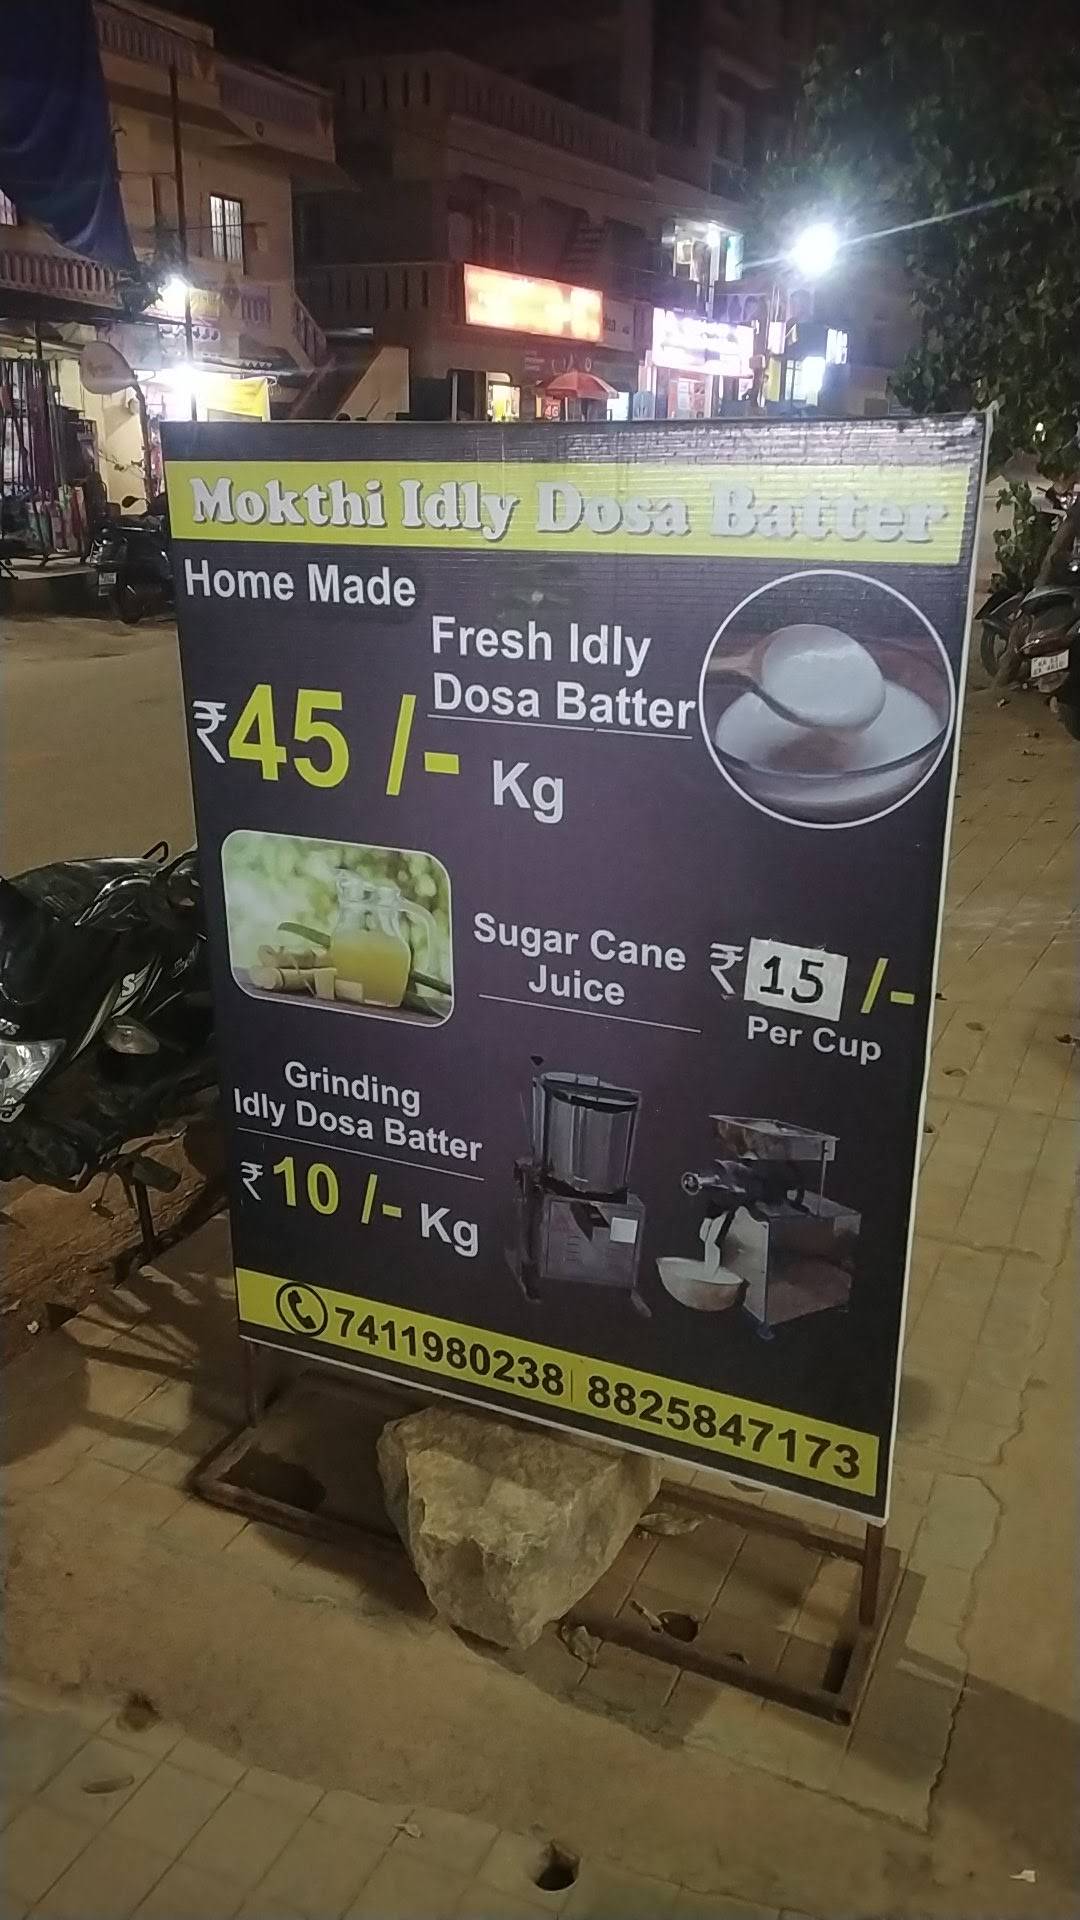 Mokthi Idly Dosa Batter
Home Made
Fresh Idly
Dosa Batter
₹45 /- Kg
Sugar Cane
Juice
₹ 15 /-
Per Cup
Grinding
Idly Dosa Batter
₹10 /- Kg
7411980238 | 8825847173
4G
S